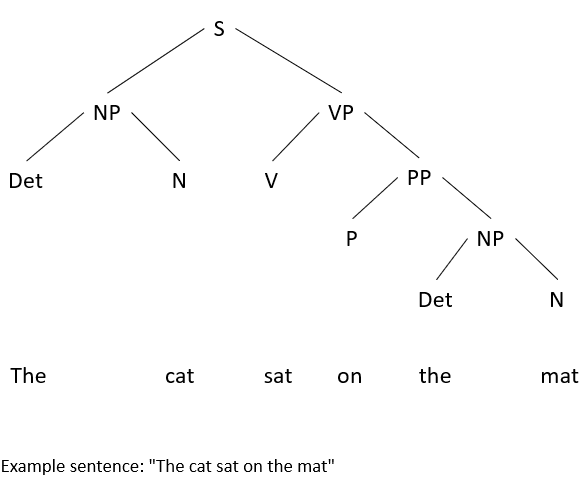 S
NP VP
Det N V PP
P NP
Det N
The cat sat on the mat
Example sentence: "The cat sat on the mat"